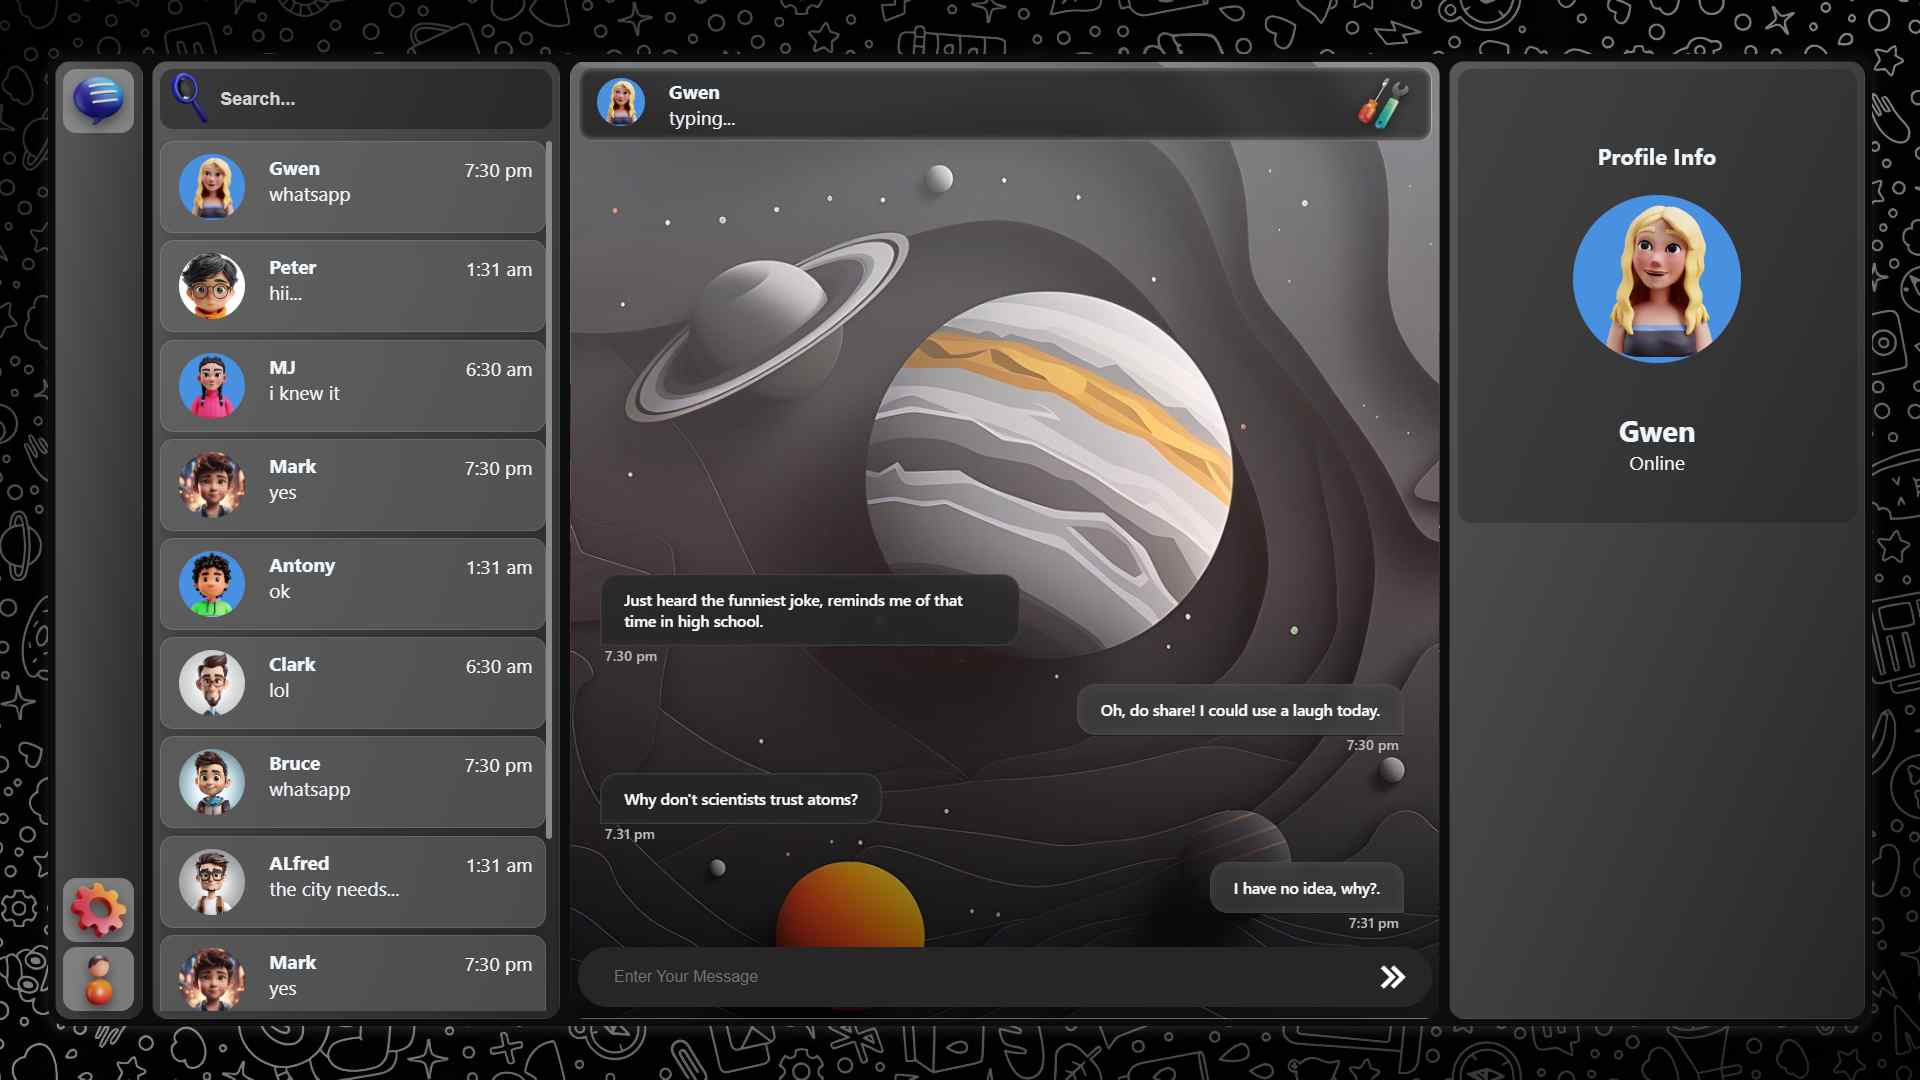 Search...
Gwen
7:30 pm
whatsapp
Peter
1:31 am
hii...
MJ
6:30 am
i knew it
Mark
7:30 pm
yes
Antony
1:31 am
ok
Clark
6:30 am
lol
Bruce
7:30 pm
whatsapp
ALfred
1:31 am
the city needs...
Mark
7:30 pm
yes
Gwen
typing...
Just heard the funniest joke, reminds me of that
time in high school.
7.30 pm
Oh, do share! I could use a laugh today.
7:30 pm
Why don't scientists trust atoms?
7.31 pm
I have no idea, why?.
7:31 pm
Enter Your Message
Profile Info
Gwen
Online